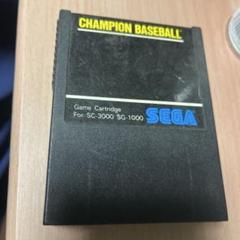 CHAMPION BASEBALL
Game Cartridge
For SC-3000 SG-1000
SEGA